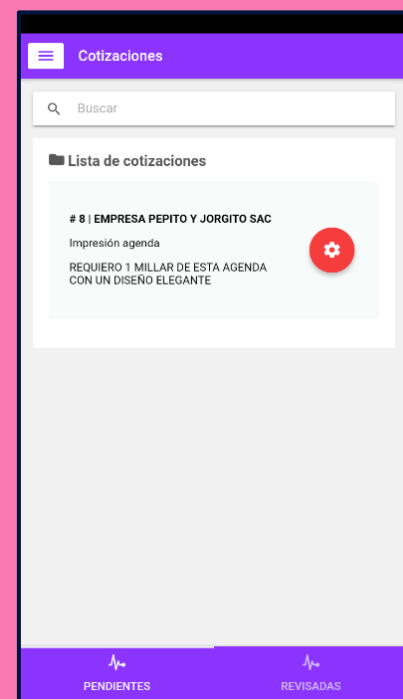 Cotizaciones
Buscar
Lista de cotizaciones
# 8 | EMPRESA PEPITO Y JORGITO SAC
Impresión agenda
REQUIERO 1 MILLAR DE ESTA AGENDA
CON UN DISEÑO ELEGANTE
PENDIENTES
REVISADAS